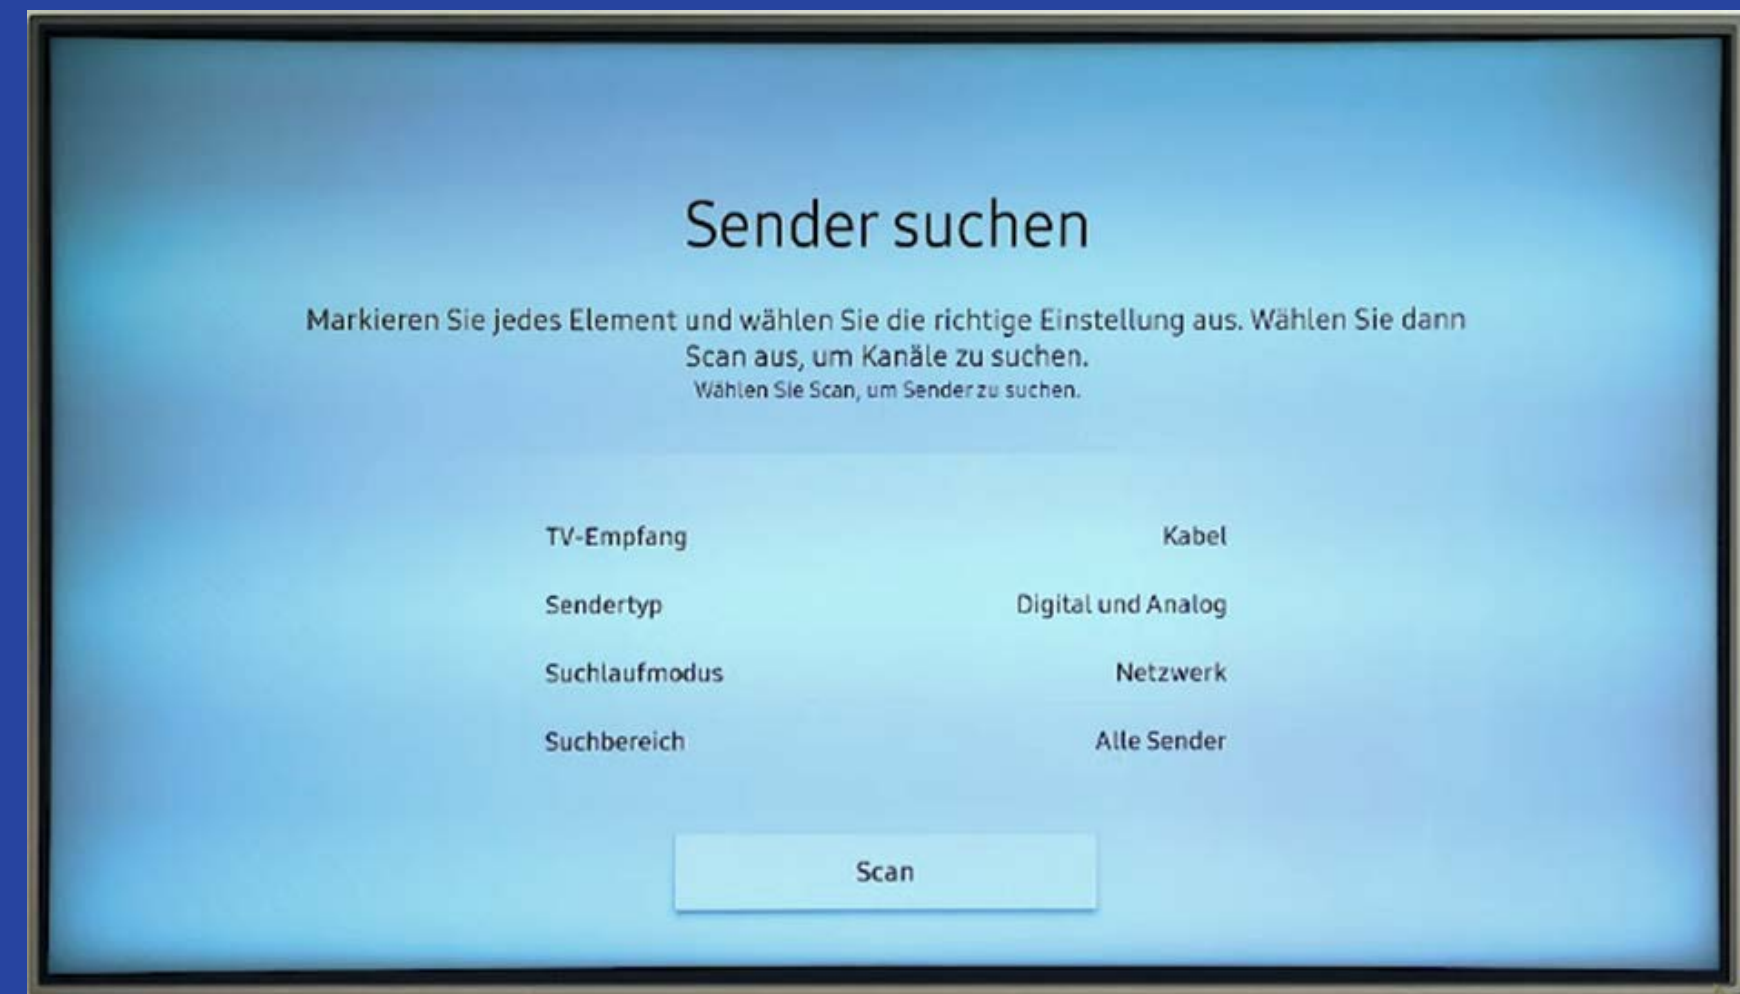 Sender suchen
Markieren Sie jedes Element und wählen Sie die richtige Einstellung aus. Wählen Sie dann
Scan aus, um Kanäle zu suchen.
Wählen Sie Scan, um Sender zu suchen.
TV-Empfang Kabel
Sendertyp Digital und Analog
Suchlaufmodus Netzwerk
Suchbereich Alle Sender
Scan